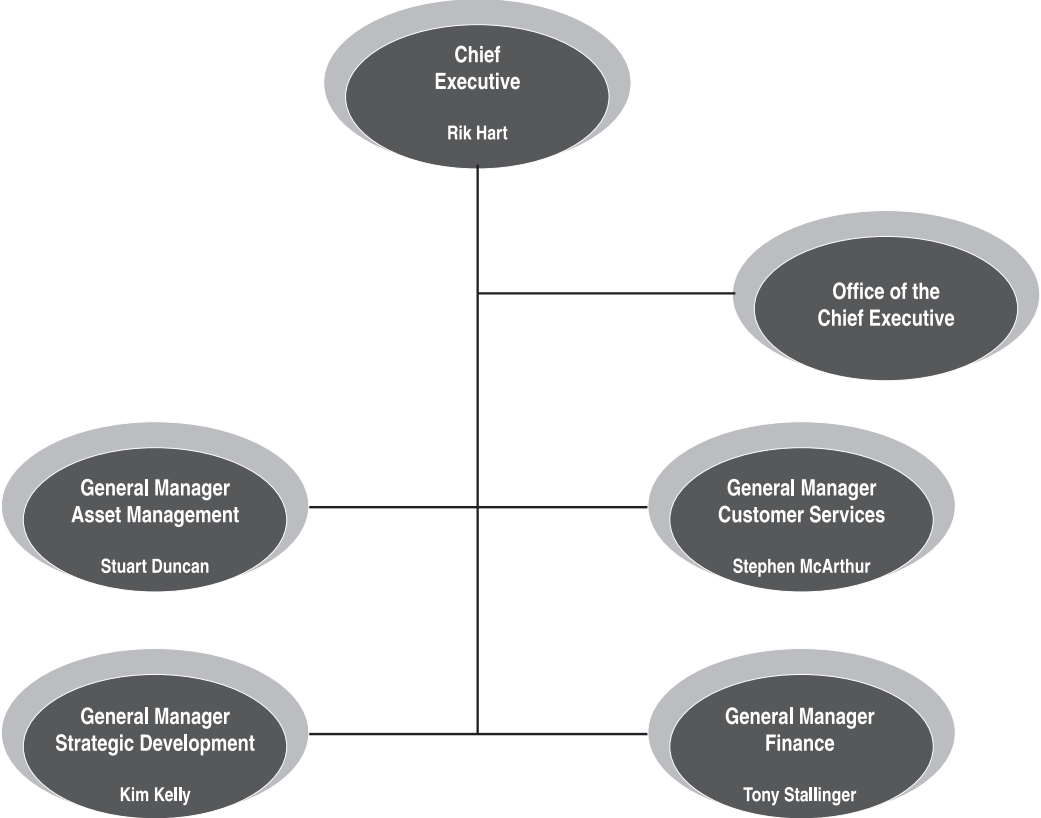 Chief
Executive
Rik Hart
Office of the
Chief Executive
General Manager
Asset Management
Stuart Duncan
General Manager
Customer Services
Stephen McArthur
General Manager
Strategic Development
Kim Kelly
General Manager
Finance
Tony Stallinger